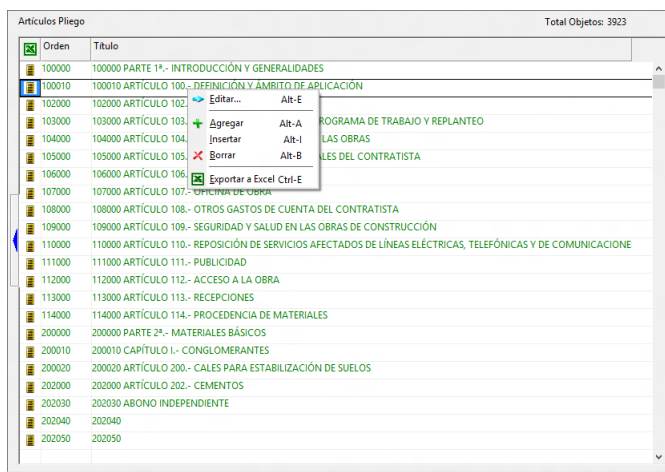 Artículos Pliego
Total Objetos: 3923
Orden Título
100000 100000 PARTE 1ª.- INTRODUCCIÓN Y GENERALIDADES
100010 100010 ARTÍCULO 100.- DEFINICIÓN Y ÁMBITO DE APLICACIÓN
102000 102000 ARTÍCULO 102.
103000 103000 ARTÍCULO 103. ROGRAMA DE TRABAJO Y REPLANTEO
104000 104000 ARTÍCULO 104. LAS OBRAS
105000 105000 ARTÍCULO 105. LES DEL CONTRATISTA
106000 106000 ARTÍCULO 106.
107000 107000 ARTÍCULO 107.- OFICINA DE OBRA
108000 108000 ARTÍCULO 108.- OTROS GASTOS DE CUENTA DEL CONTRATISTA
109000 109000 ARTÍCULO 109.- SEGURIDAD Y SALUD EN LAS OBRAS DE CONSTRUCCIÓN
110000 110000 ARTÍCULO 110.- REPOSICIÓN DE SERVICIOS AFECTADOS DE LÍNEAS ELÉCTRICAS, TELEFÓNICAS Y DE COMUNICACIONE
111000 111000 ARTÍCULO 111.- PUBLICIDAD
112000 112000 ARTÍCULO 112.- ACCESO A LA OBRA
113000 113000 ARTÍCULO 113.- RECEPCIONES
114000 114000 ARTÍCULO 114.- PROCEDENCIA DE MATERIALES
200000 200000 PARTE 2ª.- MATERIALES BÁSICOS
200010 200010 CAPÍTULO I.- CONGLOMERANTES
200020 200020 ARTÍCULO 200.- CALES PARA ESTABILIZACIÓN DE SUELOS
202000 202000 ARTÍCULO 202.- CEMENTOS
202030 202030 ABONO INDEPENDIENTE
202040 202040
202050 202050
Editar... Alt-E
Agregar Alt-A
Insertar Alt-I
Borrar Alt-B
Exportar a Excel Ctrl-E